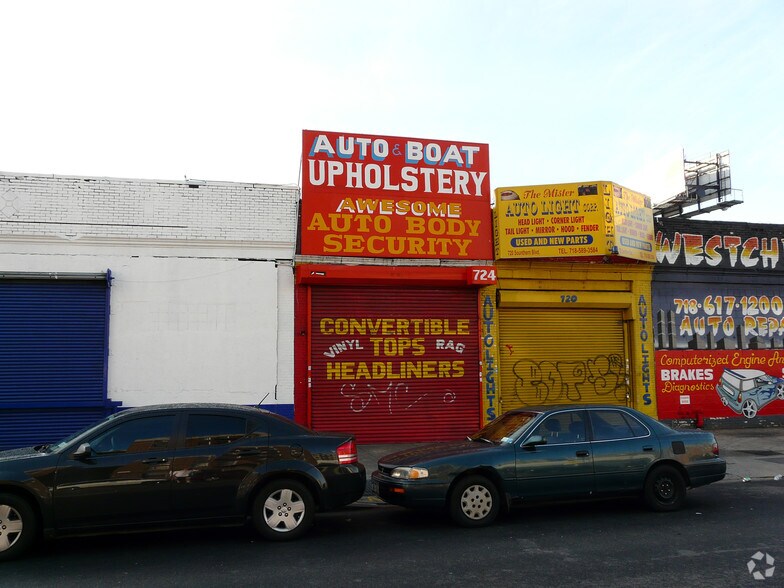 AUTO & BOAT
UPHOLSTERY
AWESOME
AUTO BODY
SECURITY
724
CONVERTIBLE
VINYL TOPS RAG
HEADLINERS
The Mister
AUTO LIGHT CORP
HEAD LIGHT • CORNER LIGHT
TAIL LIGHT • MIRROR • HOOD • FENDER
USED AND NEW PARTS
720
AUTO LIGHTS
AUTO LIGHTS
WESTCH
718-617-1200
AUTO REPA
Computerized Engine An
BRAKES
Diagnostics